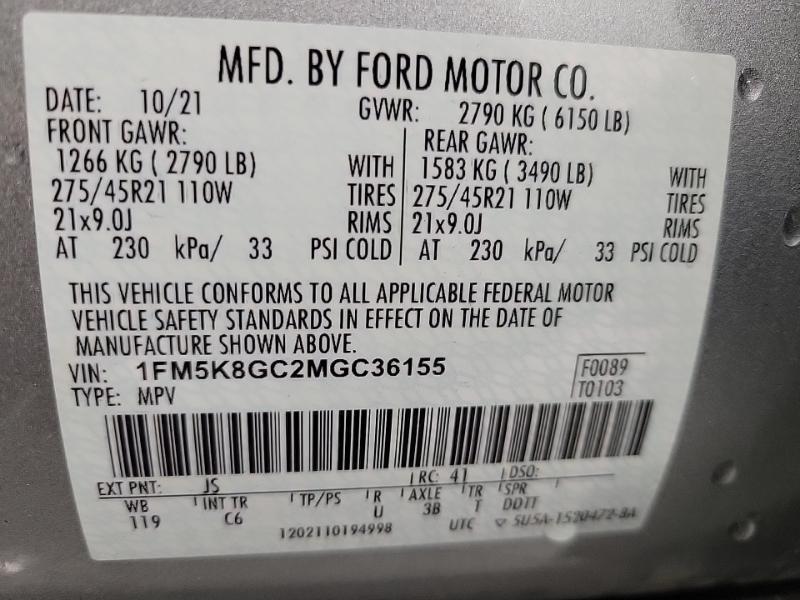 MFD. BY FORD MOTOR CO.
DATE: 10/21 GVWR: 2790 KG ( 6150 LB)
FRONT GAWR: REAR GAWR:
1266 KG ( 2790 LB) WITH 1583 KG ( 3490 LB) WITH
275/45R21 110W TIRES 275/45R21 110W TIRES
21x9.0J RIMS 21x9.0J RIMS
AT 230 kPa/ 33 PSI COLD AT 230 kPa/ 33 PSI COLD
THIS VEHICLE CONFORMS TO ALL APPLICABLE FEDERAL MOTOR
VEHICLE SAFETY STANDARDS IN EFFECT ON THE DATE OF
MANUFACTURE SHOWN ABOVE.
VIN: 1FM5K8GC2MGC36155 F0089
TYPE: MPV T0103
EXT PNT: JS RC: 41 DSO:
WB INT TR TP/PS R AXLE TR SPR
119 C6 U 3B T DDTT
1202110194998 UTC 5U5A-1520472-BA